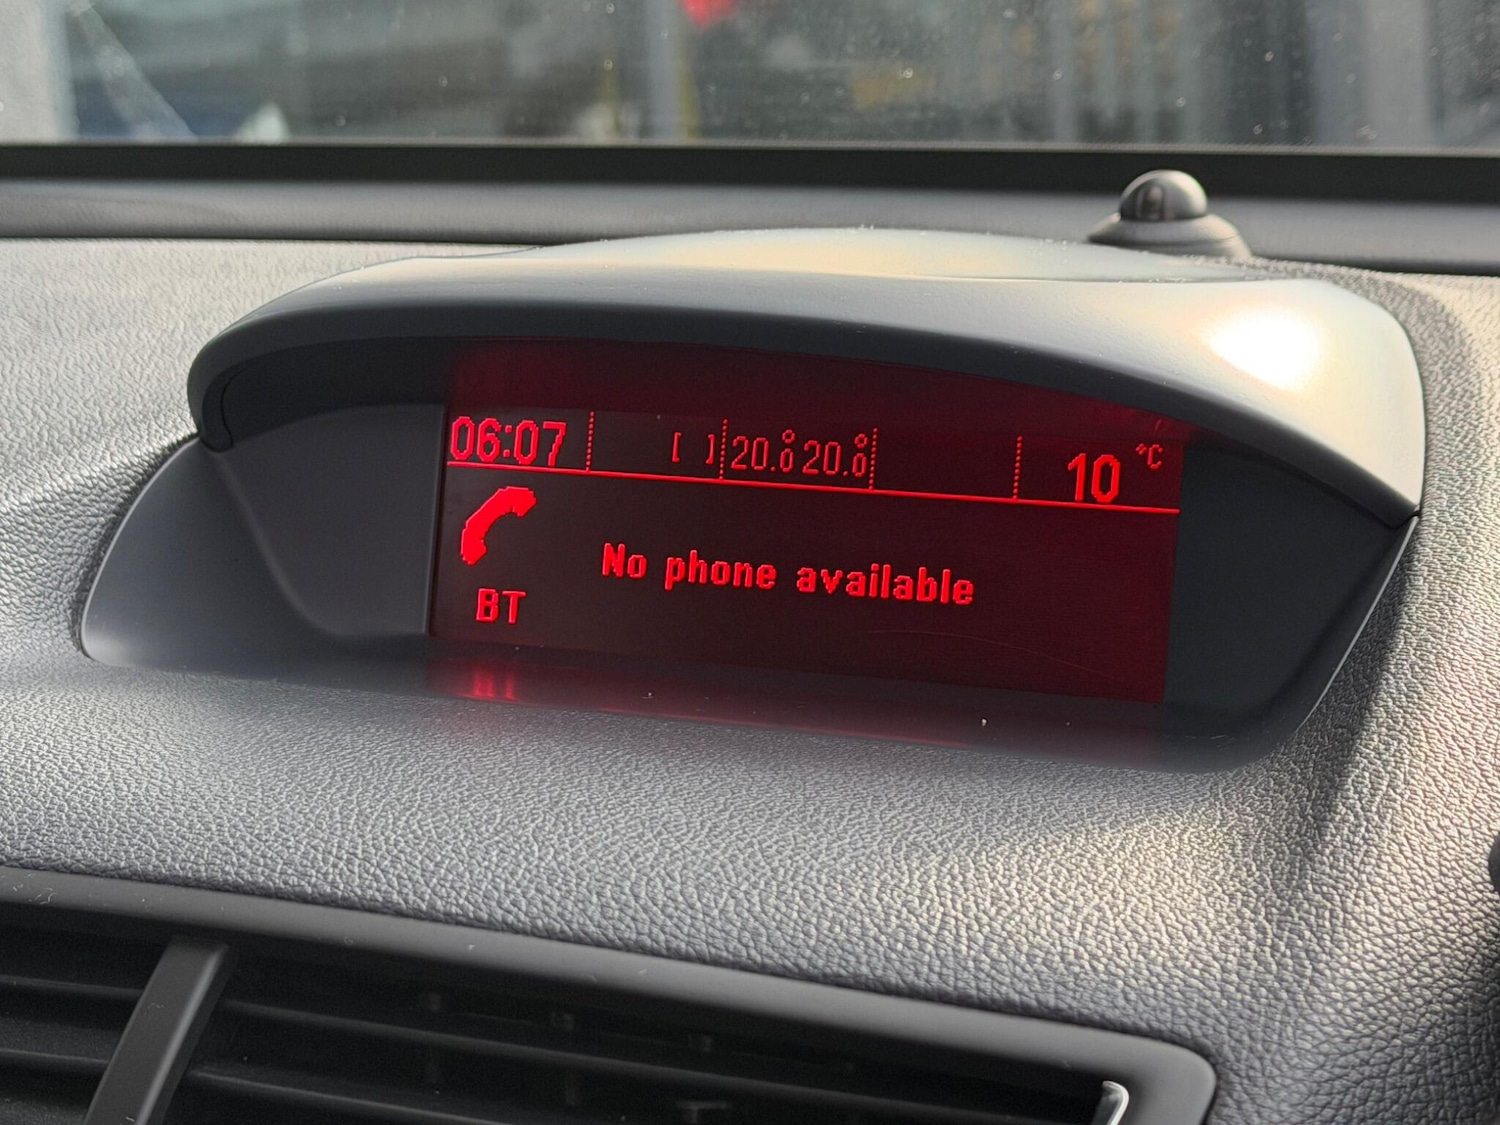 06:07 [ ] 20.0° 20.0° 10 °C
No phone available
BT